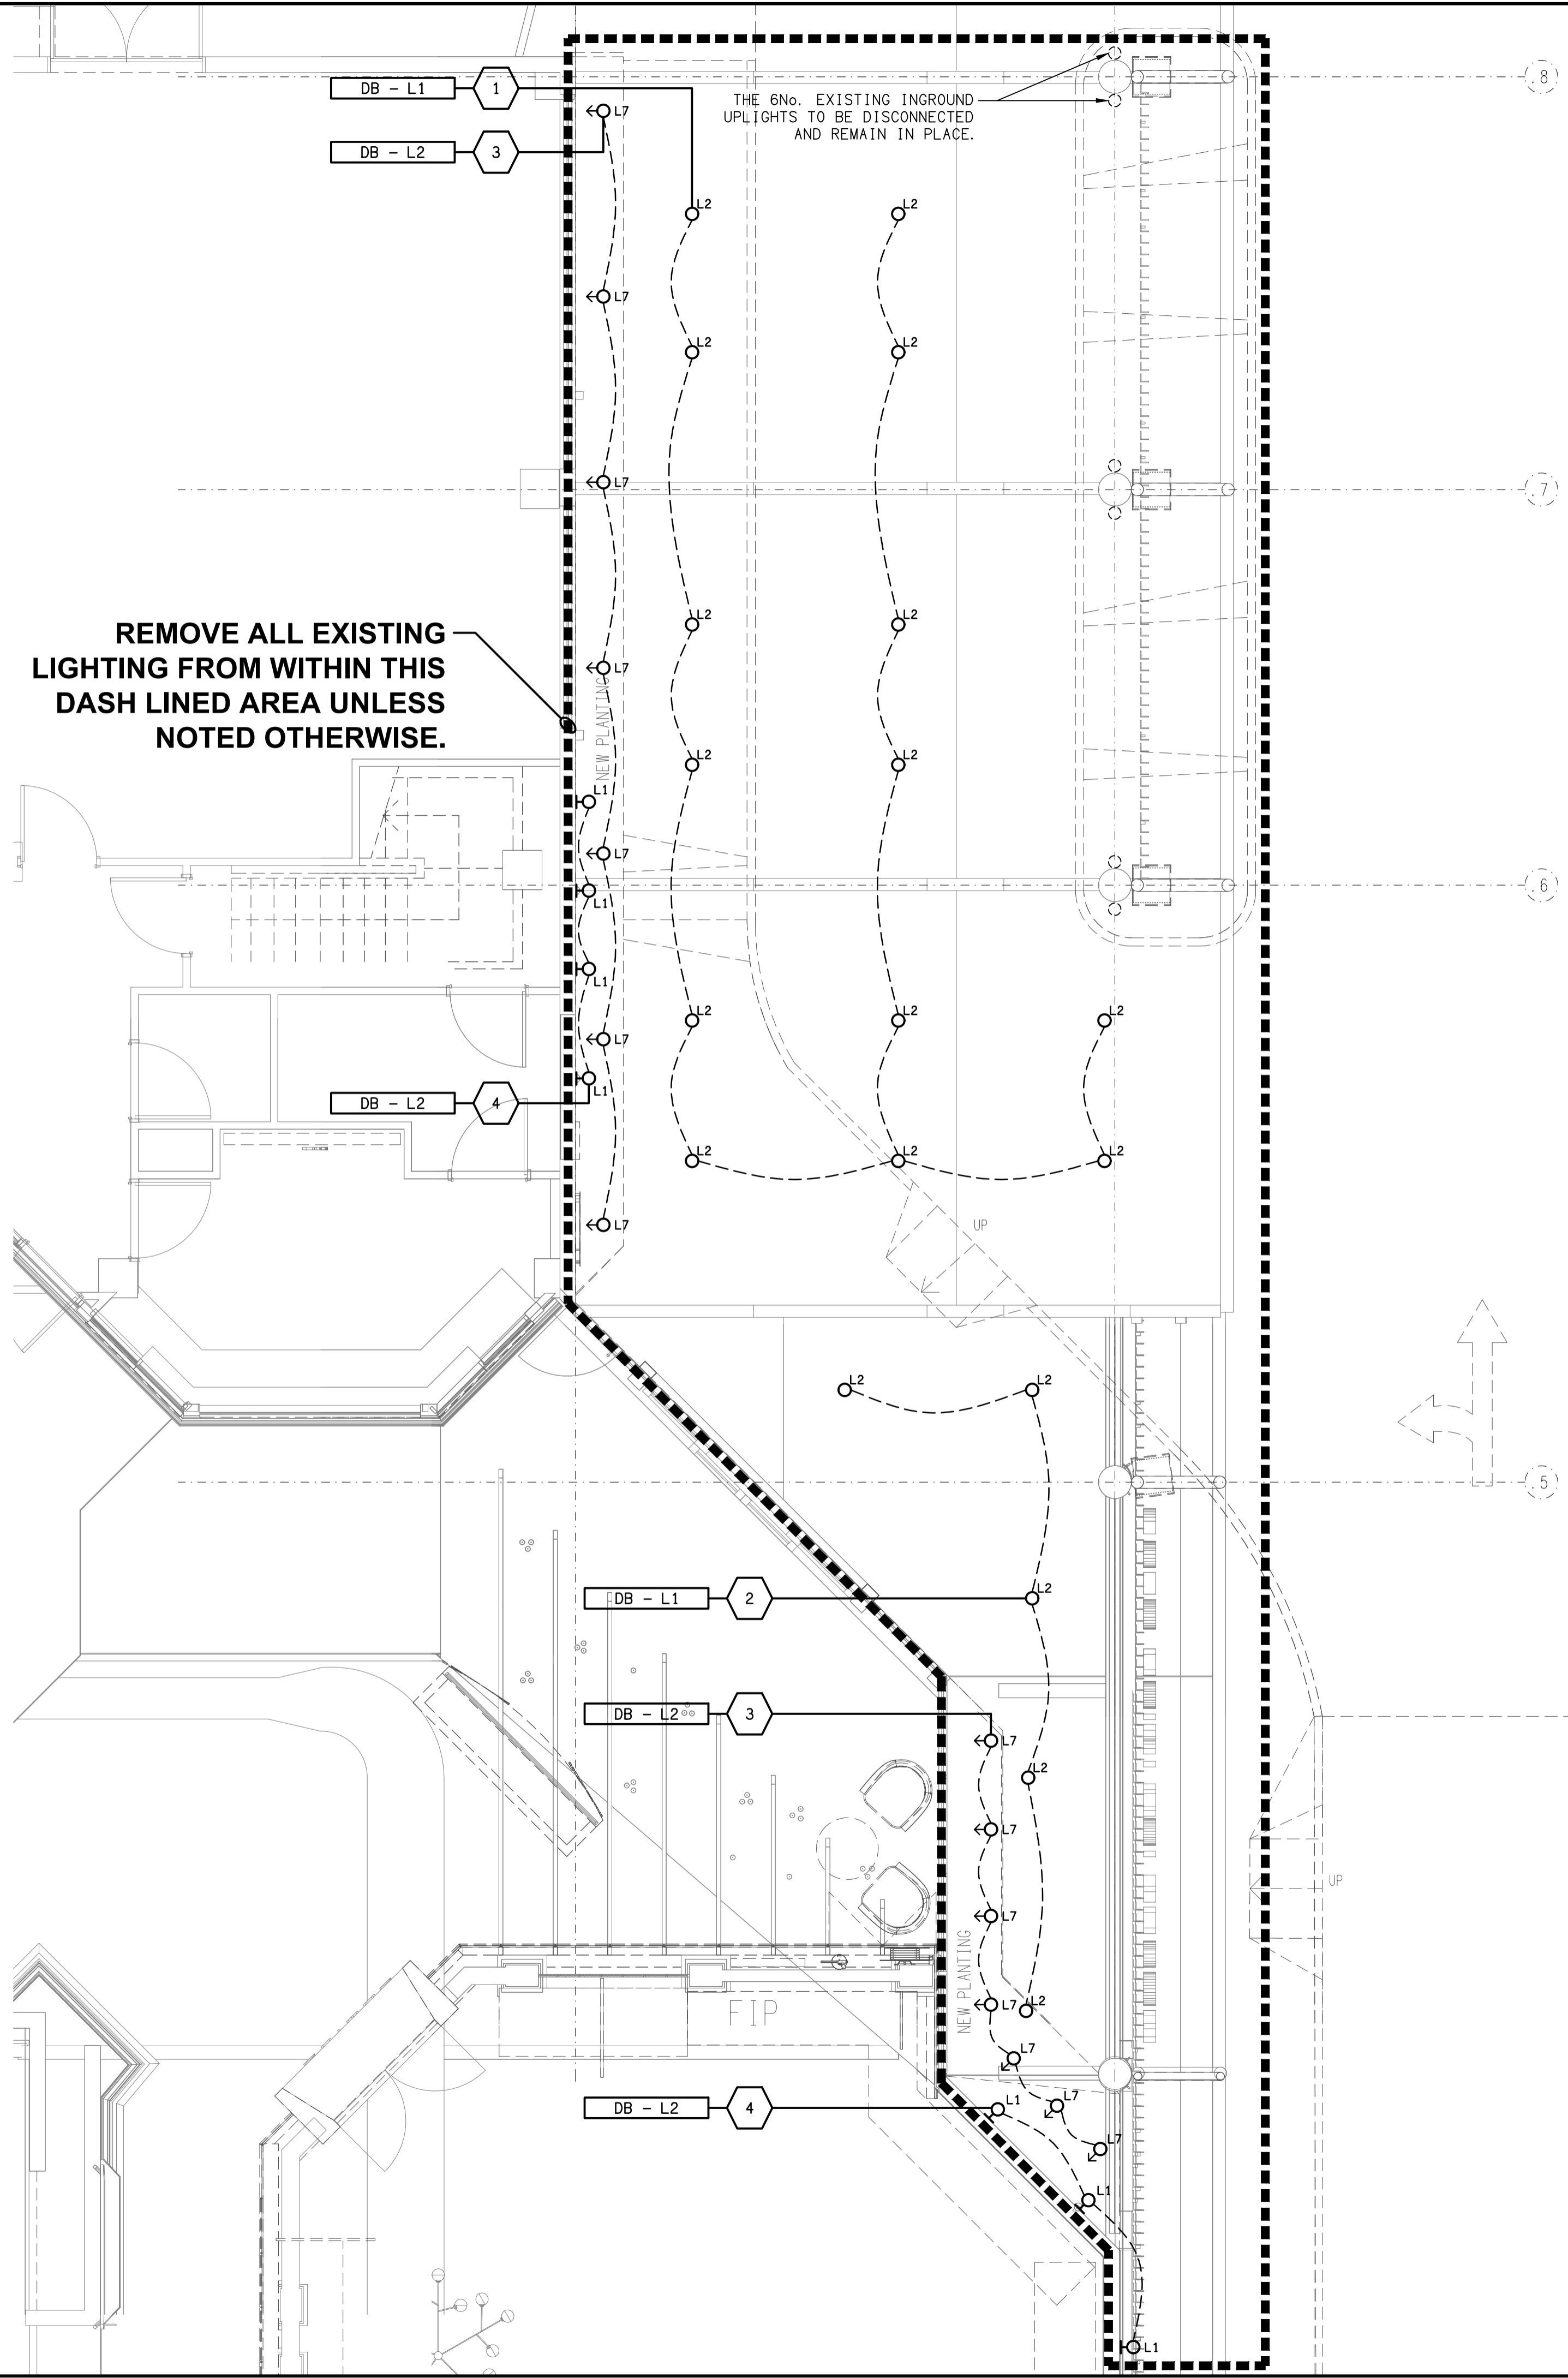 DB - L1 1
THE 6No. EXISTING INGROUND
UPLIGHTS TO BE DISCONNECTED
AND REMAIN IN PLACE.
.8
L7
DB - L2 3
L2
L2
L7
L2
L2
L7
.7
REMOVE ALL EXISTING
LIGHTING FROM WITHIN THIS
DASH LINED AREA UNLESS
NOTED OTHERWISE.
L2
L2
L7
NEW PLANTING
L2
L2
L1
L7
L1
.6
L1
L2
L2
L2
L7
L1
DB - L2 4
L2
L2
L2
L7
UP
L2
L2
.5
DB - L1 2
L2
DB - L2 3
L7
L2
L7
UP
L7
NEW PLANTING
L7
L2
FIP
L7
L7
DB - L2 4
L1
L7
L1
L1